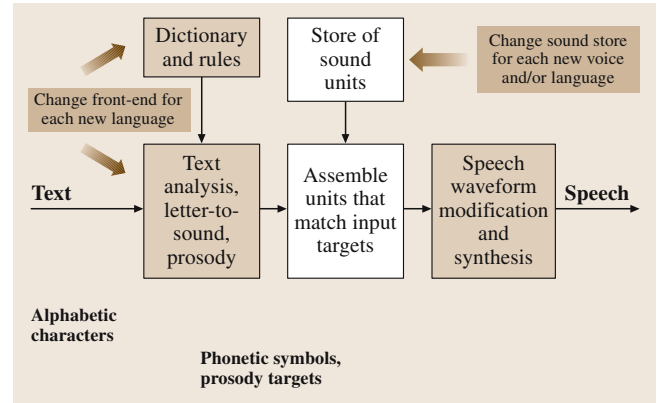 Dictionary
and rules
Store of
sound
units
Change sound store
for each new voice
and/or language
Change front-end for
each new language
Text
Text
analysis,
letter-to-
sound,
prosody
Assemble
units that
match input
targets
Speech
waveform
modification
and
synthesis
Speech
Alphabetic
characters
Phonetic symbols,
prosody targets